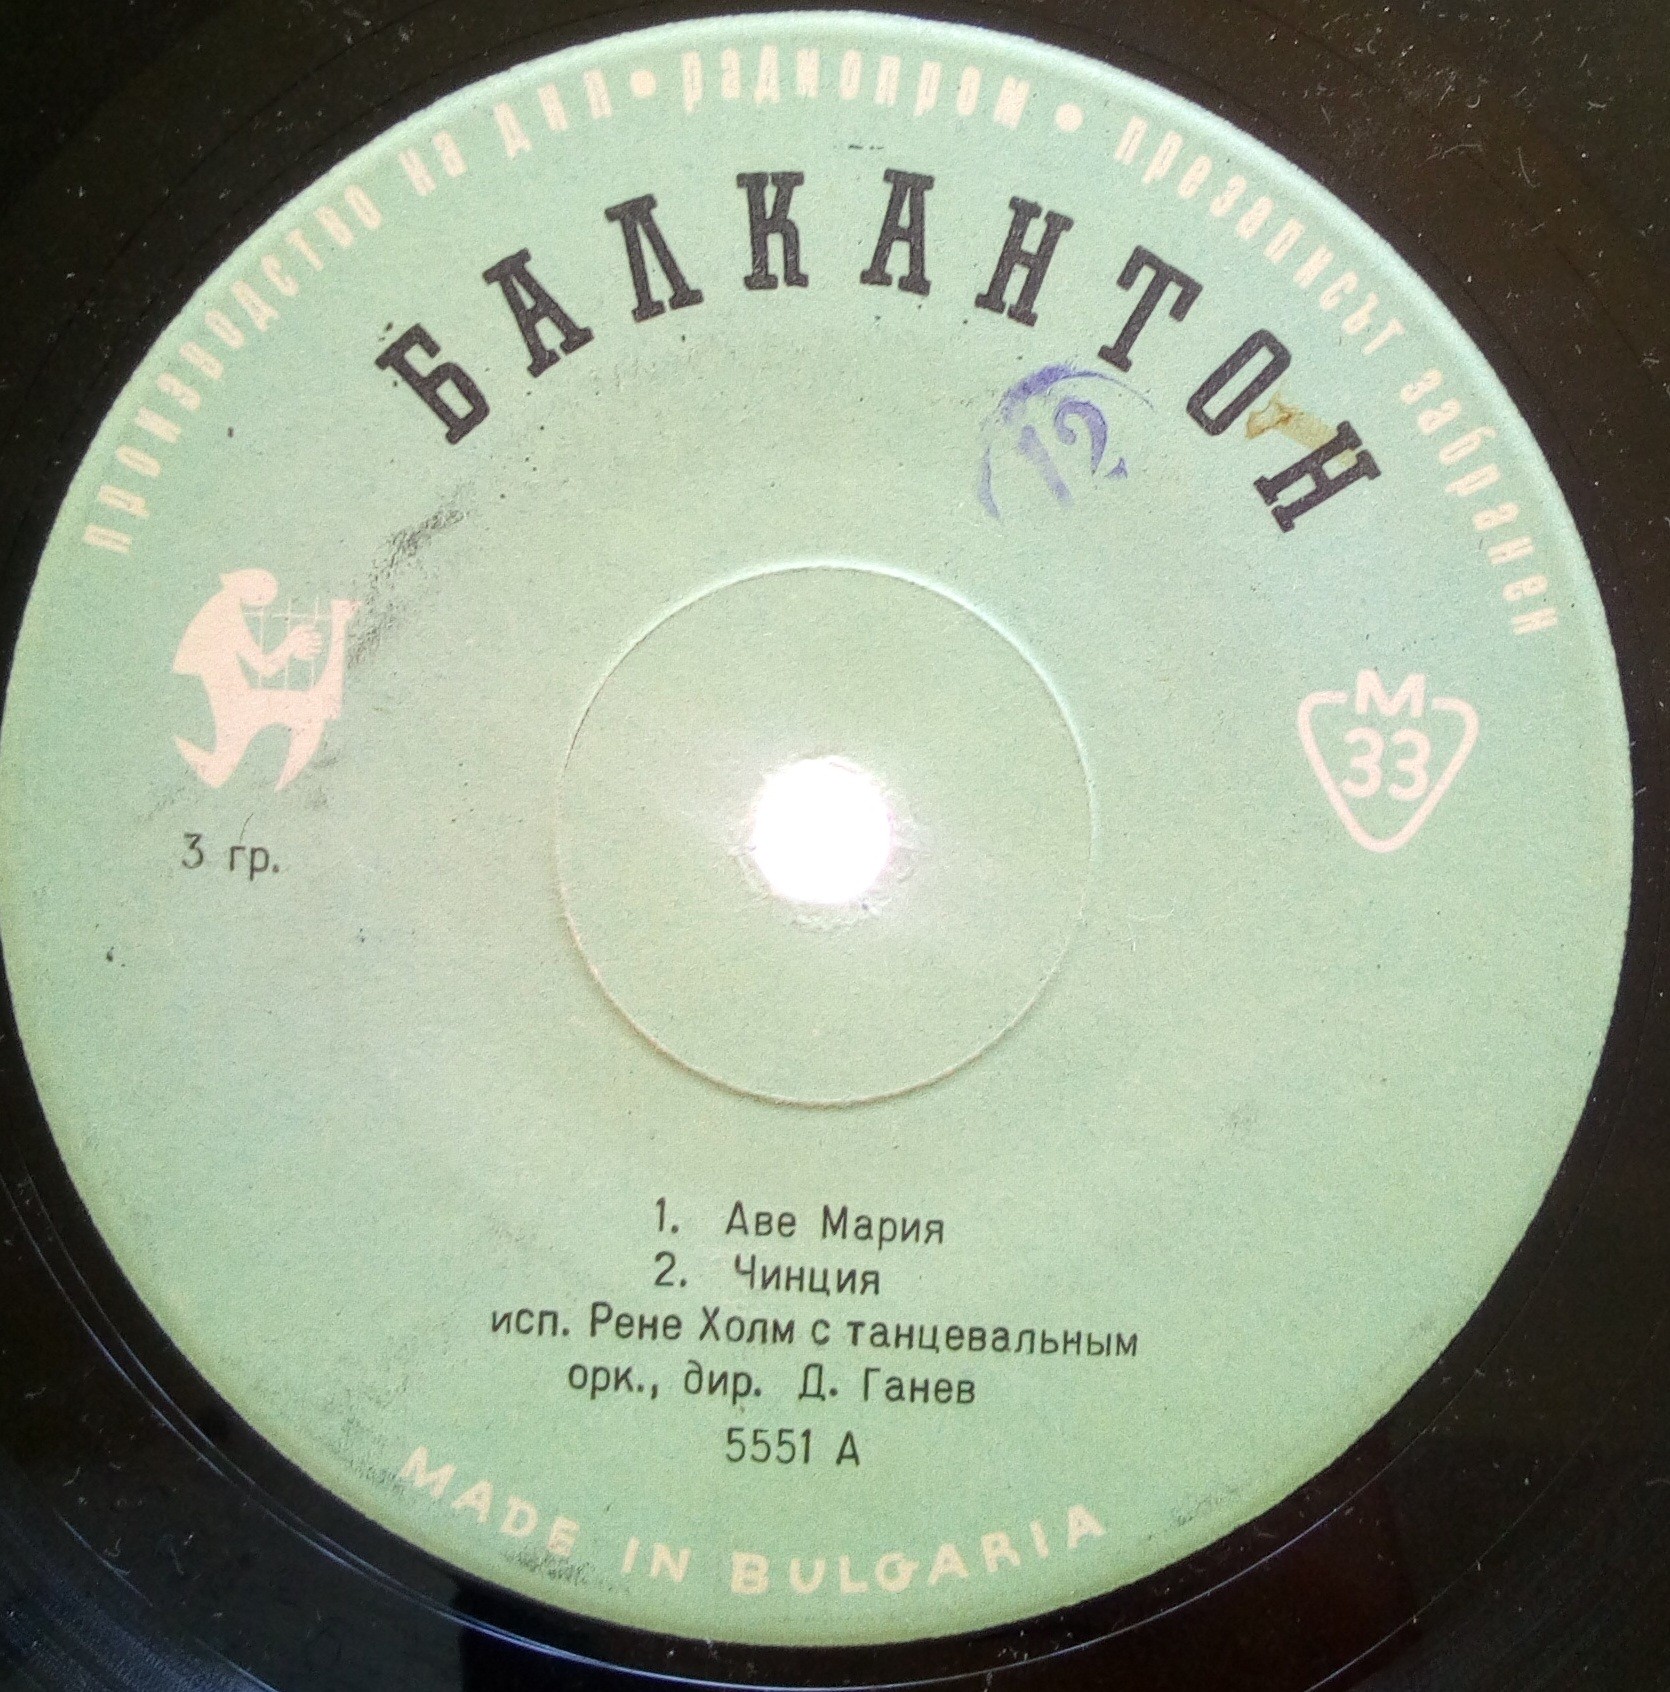 производство на дип • радиопром • презаписът забранен
БАЛКАНТОН
12
М
33
3 гр.
1. Аве Мария
2. Чинция
исп. Рене Холм с танцевальным
орк., дир. Д. Ганев
5551 А
MADE IN BULGARIA